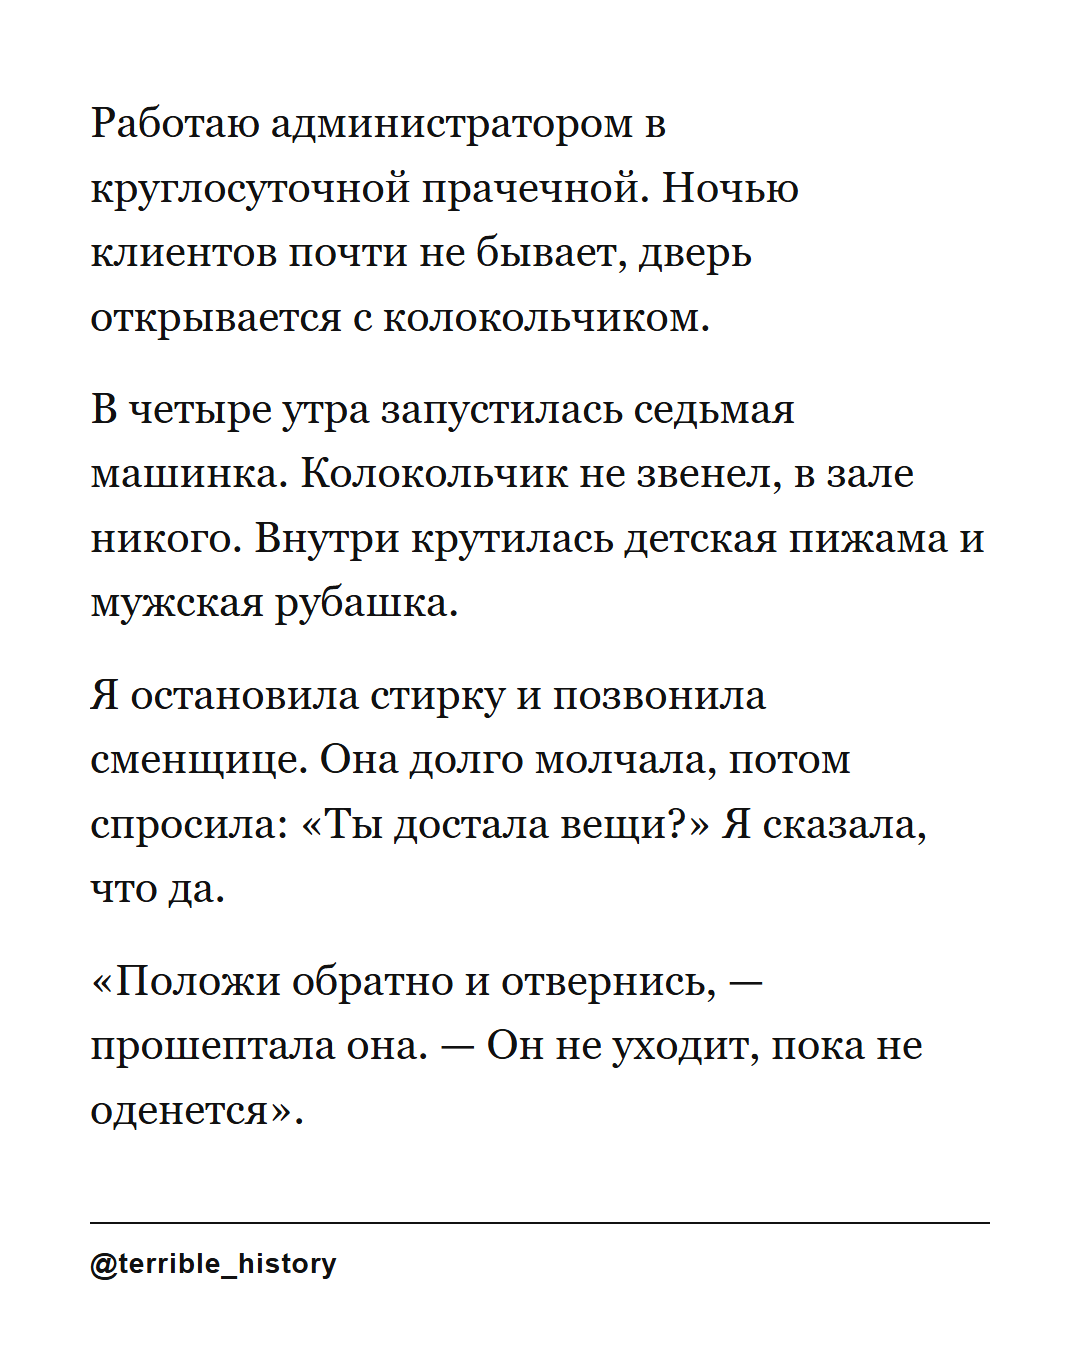 Работаю администратором в
круглосуточной прачечной. Ночью
клиентов почти не бывает, дверь
открывается с колокольчиком.
В четыре утра запустилась седьмая
машинка. Колокольчик не звенел, в зале
никого. Внутри крутилась детская пижама и
мужская рубашка.
Я остановила стирку и позвонила
сменщице. Она долго молчала, потом
спросила: «Ты достала вещи?» Я сказала,
что да.
«Положи обратно и отвернись, —
прошептала она. — Он не уходит, пока не
оденется».
@terrible_history